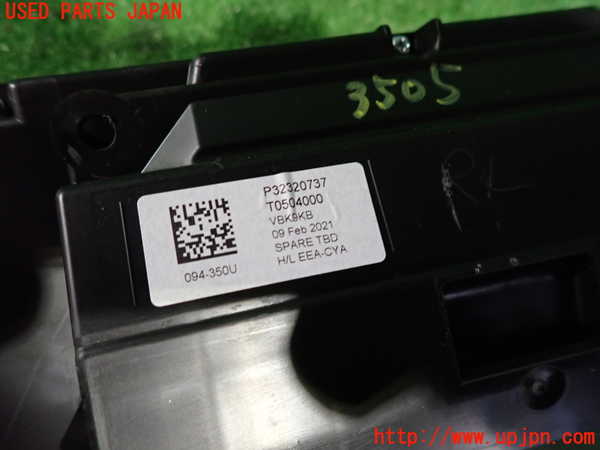 USED PARTS JAPAN
3505
RL
P32320737
T0504000
VBK9KB
09 Feb 2021
SPARE TBD
H/L EEA-CYA
094-350U
http://www.upjpn.com/